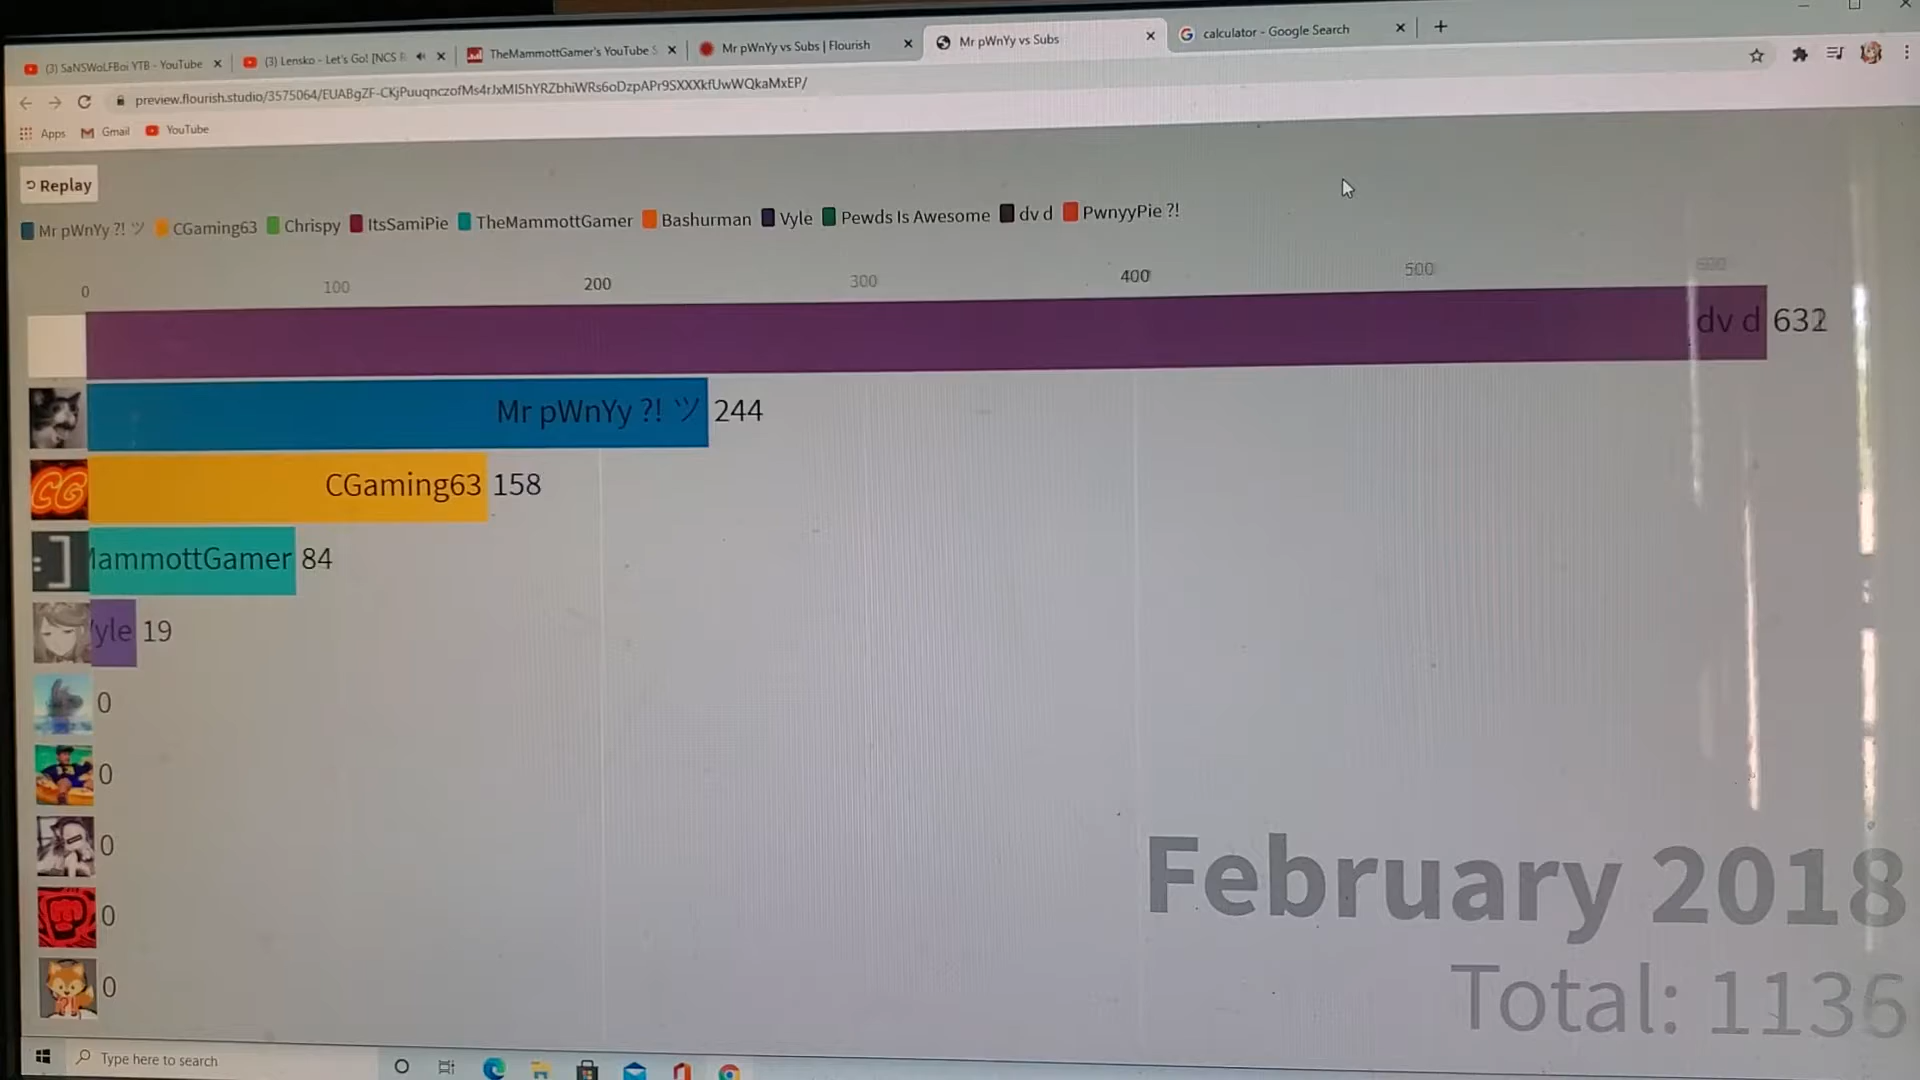 (3) SaNSWoLFBoi YTB - YouTube
(3) Lensko - Let's Go! [NCS
TheMammottGamer's YouTube S
Mr pWnYy vs Subs | Flourish
Mr pWnYy vs Subs
calculator - Google Search
Apps
Gmail
YouTube
Replay
Mr pWnYy ?! ツ CGaming63 Chrispy ItsSamiPie TheMammottGamer Bashurman Vyle Pewds Is Awesome dv d PwnyyPie ?!
0 100 200 300 400 500 600
dv d
Mr pWnYy ?! ツ 244
CGaming63 158
MammottGamer 84
yle 19
0
0
0
0
0
February 2018
Total: 1136
Type here to search